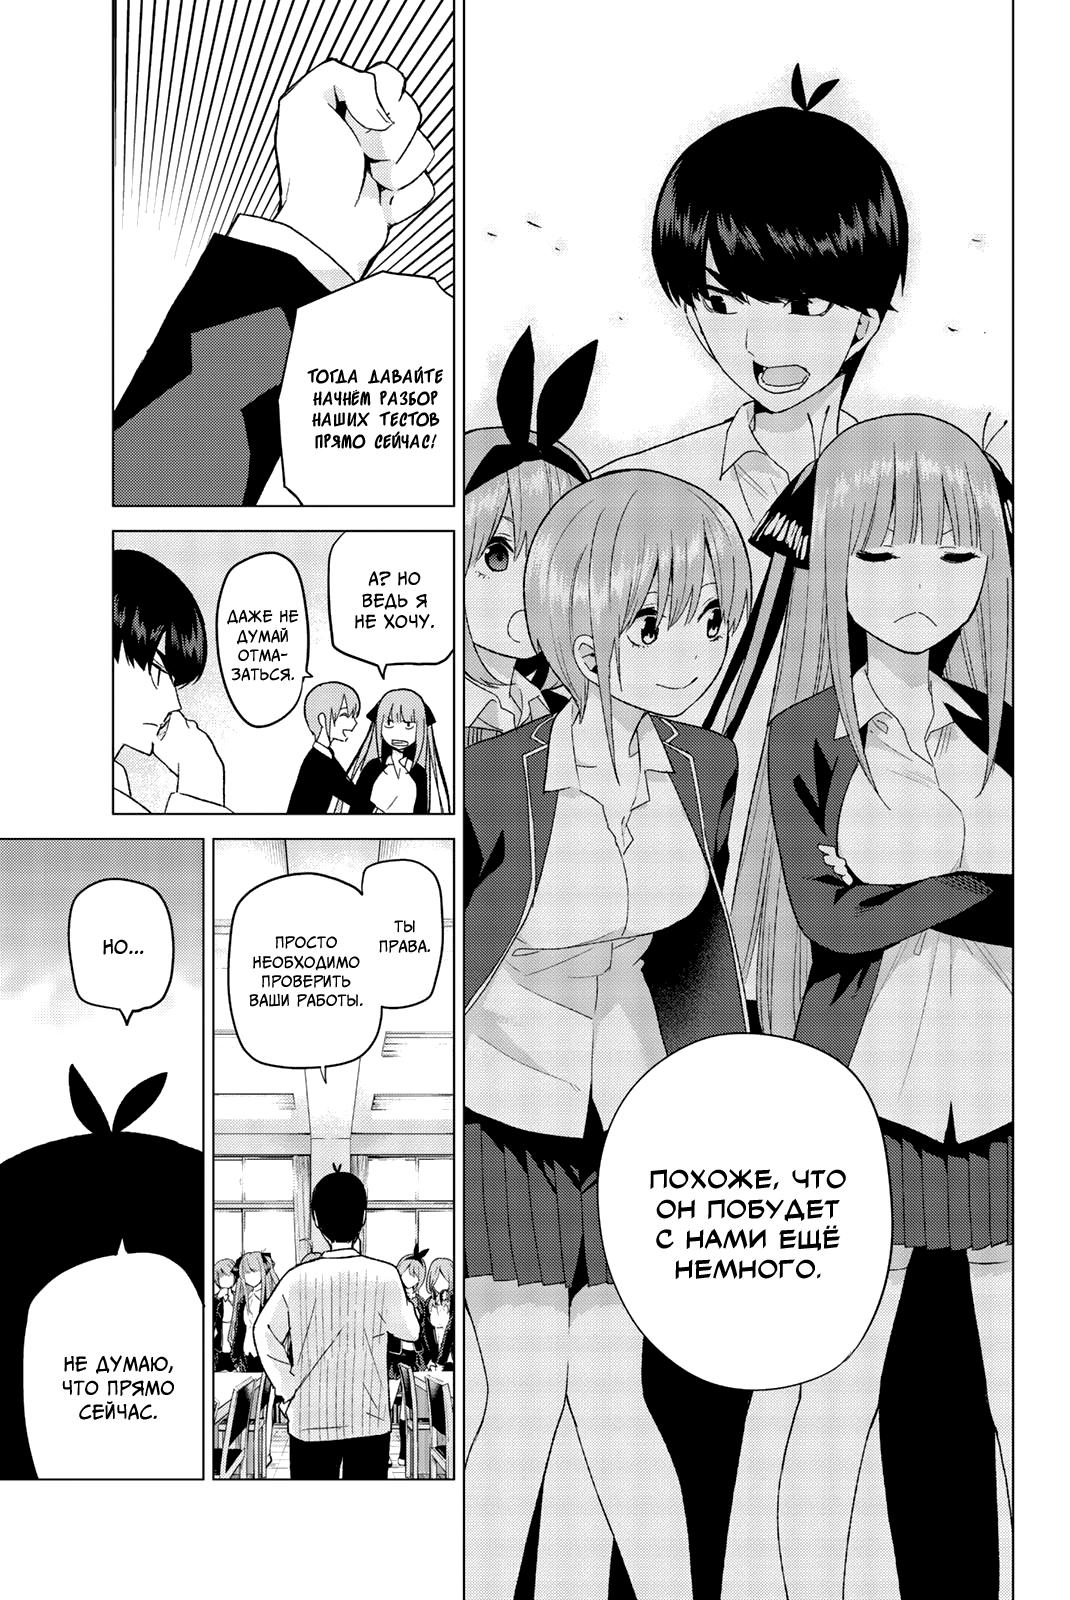 ПОХОЖЕ, ЧТО
ОН ПОБУДЕТ
С НАМИ ЕЩЁ
НЕМНОГО.
ТОГДА ДАВАЙТЕ
НАЧНЁМ РАЗБОР
НАШИХ ТЕСТОВ
ПРЯМО СЕЙЧАС!
А? НО
ВЕДЬ Я
НЕ ХОЧУ.
ДАЖЕ НЕ
ДУМАЙ
ОТМА-
ЗАТЬСЯ.
ТЫ
ПРАВА.
ПРОСТО
НЕОБХОДИМО
ПРОВЕРИТЬ
ВАШИ РАБОТЫ.
НО...
НЕ ДУМАЮ,
ЧТО ПРЯМО
СЕЙЧАС.